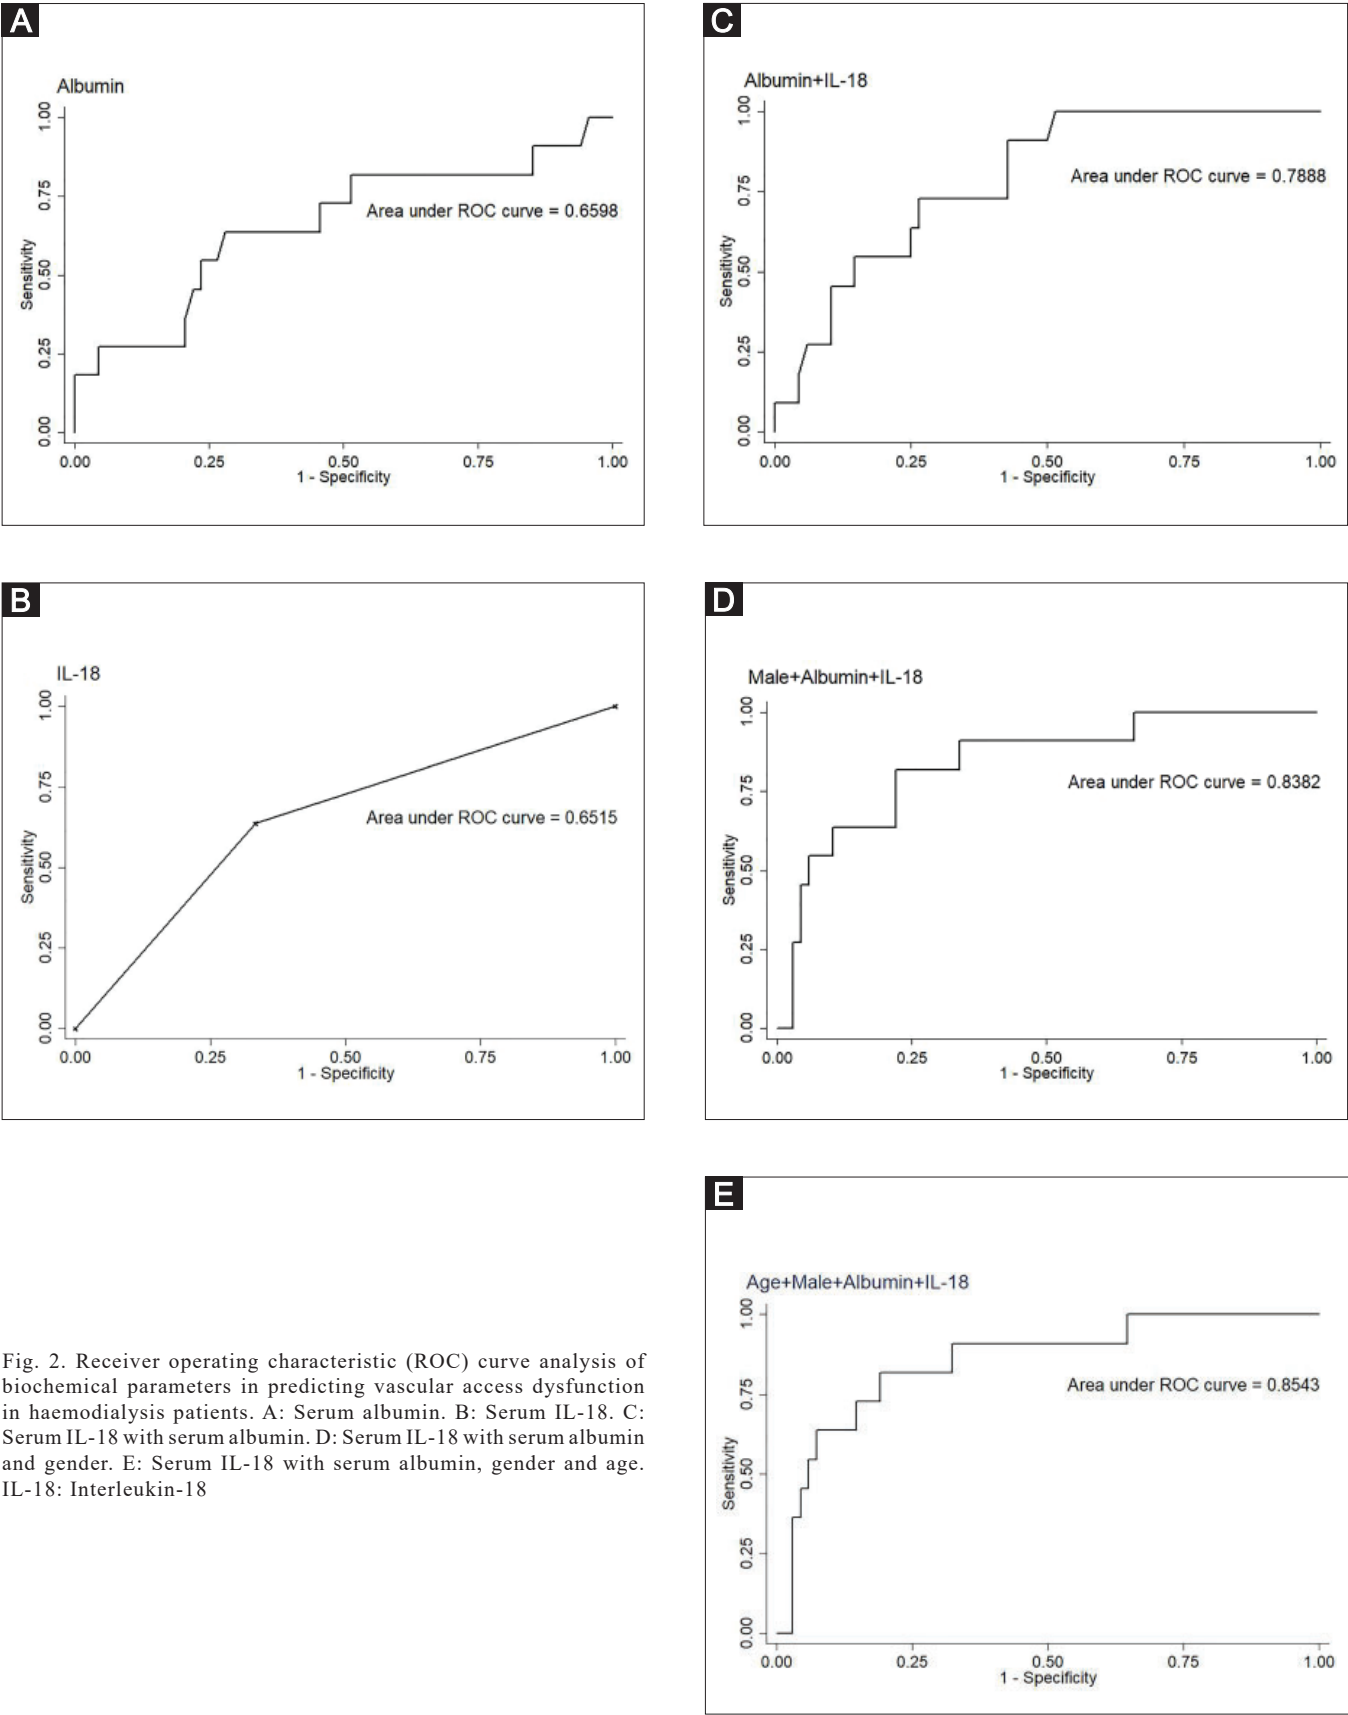 A
Albumin
1.00
0.75
0.50
0.25
0.00
Sensitivity
Area under ROC curve = 0.6598
0.00 0.25 0.50 0.75 1.00
1 - Specificity
B
IL-18
1.00
0.75
0.50
0.25
0.00
Sensitivity
Area under ROC curve = 0.6515
0.00 0.25 0.50 0.75 1.00
1 - Specificity
C
Albumin+IL-18
1.00
0.75
0.50
0.25
0.00
Sensitivity
Area under ROC curve = 0.7888
0.00 0.25 0.50 0.75 1.00
1 - Specificity
D
Male+Albumin+IL-18
1.00
0.75
0.50
0.25
0.00
Sensitivity
Area under ROC curve = 0.8382
0.00 0.25 0.50 0.75 1.00
1 - Specificity
E
Age+Male+Albumin+IL-18
1.00
0.75
0.50
0.25
0.00
Sensitivity
Area under ROC curve = 0.8543
0.00 0.25 0.50 0.75 1.00
1 - Specificity
Fig. 2. Receiver operating characteristic (ROC) curve analysis of
biochemical parameters in predicting vascular access dysfunction
in haemodialysis patients. A: Serum albumin. B: Serum IL-18. C:
Serum IL-18 with serum albumin. D: Serum IL-18 with serum albumin
and gender. E: Serum IL-18 with serum albumin, gender and age.
IL-18: Interleukin-18